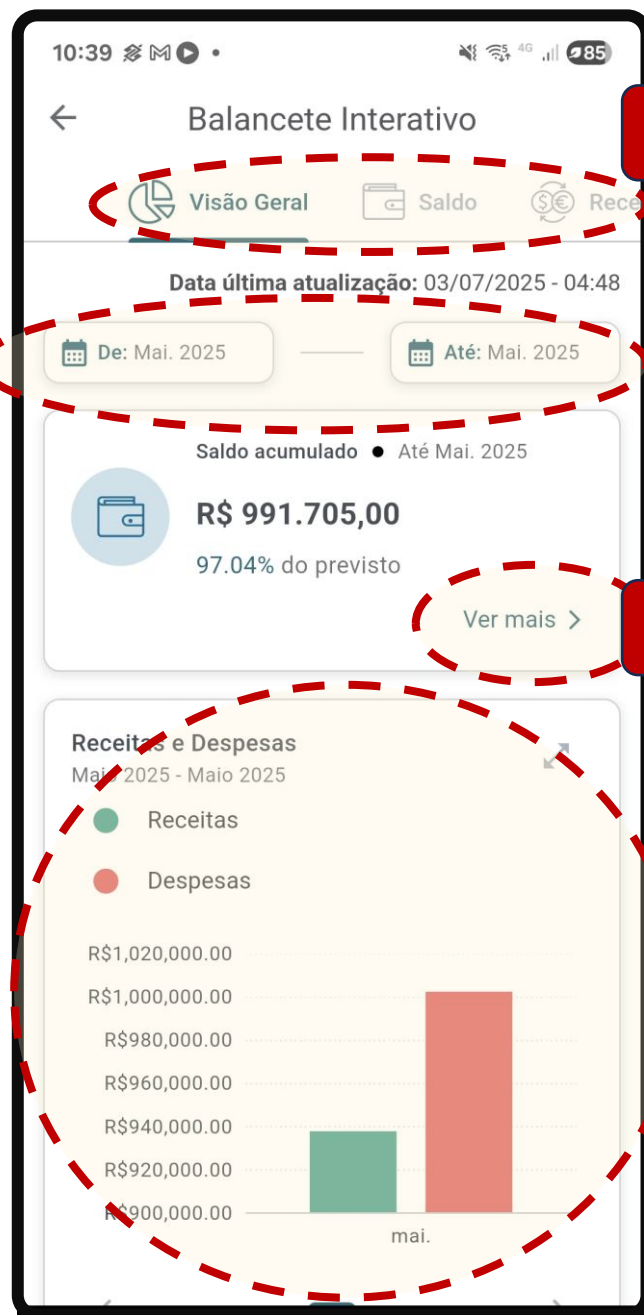 10:39
4G
85
Balancete Interativo
Visão Geral
Saldo
Rece
Data última atualização: 03/07/2025 - 04:48
De: Mai. 2025
Até: Mai. 2025
Saldo acumulado • Até Mai. 2025
R$ 991.705,00
97.04% do previsto
Ver mais >
Receitas e Despesas
Maio 2025 - Maio 2025
Receitas
Despesas
R$1,020,000.00
R$1,000,000.00
R$980,000.00
R$960,000.00
R$940,000.00
R$920,000.00
R$900,000.00
mai.